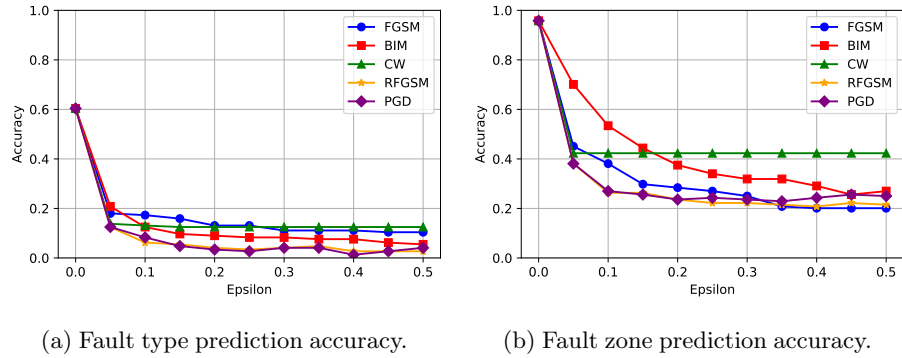 1.0
0.8
0.6
0.4
0.2
0.0
Accuracy
0.0 0.1 0.2 0.3 0.4 0.5
Epsilon
FGSM
BIM
CW
RFGSM
PGD
(a) Fault type prediction accuracy.
1.0
0.8
0.6
0.4
0.2
0.0
Accuracy
0.0 0.1 0.2 0.3 0.4 0.5
Epsilon
FGSM
BIM
CW
RFGSM
PGD
(b) Fault zone prediction accuracy.